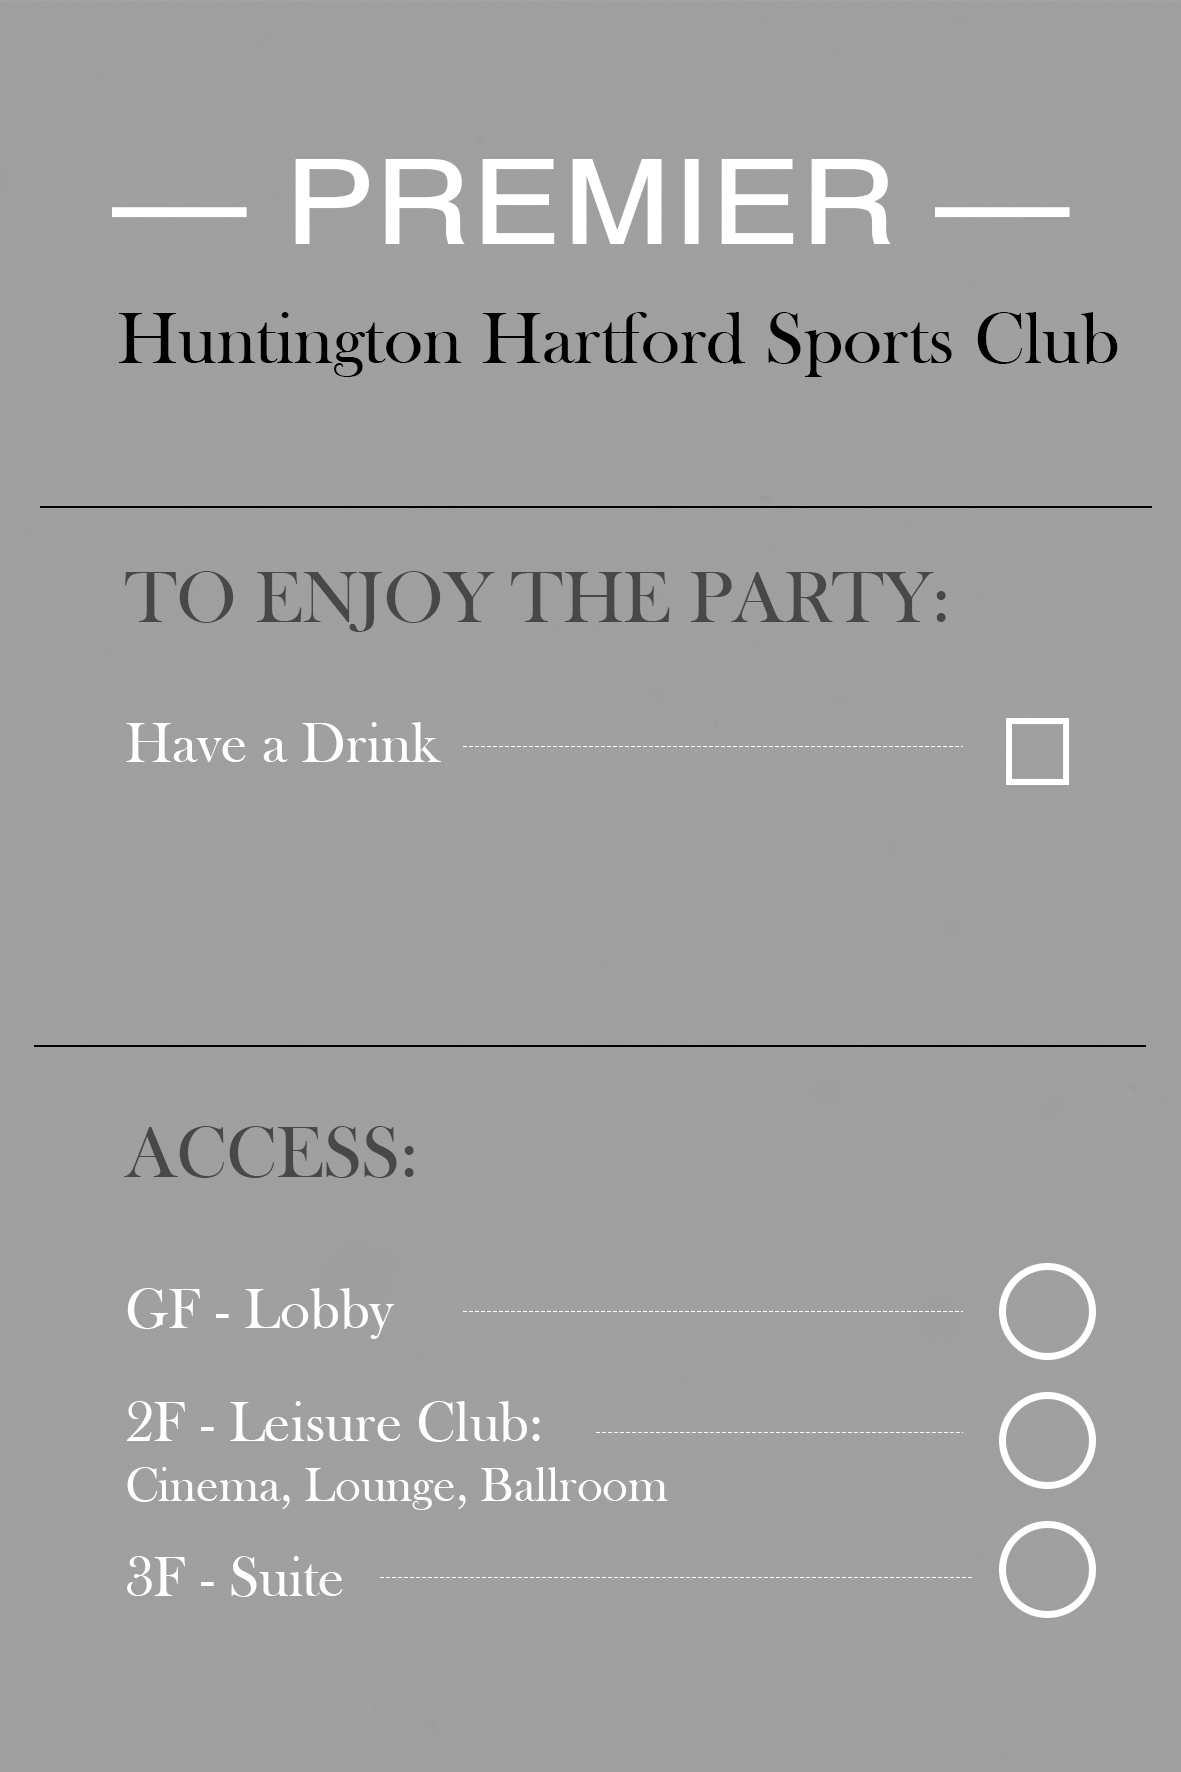 — PREMIER —
Huntington Hartford Sports Club
TO ENJOY THE PARTY:
Have a Drink
ACCESS:
GF - Lobby
2F - Leisure Club:
Cinema, Lounge, Ballroom
3F - Suite